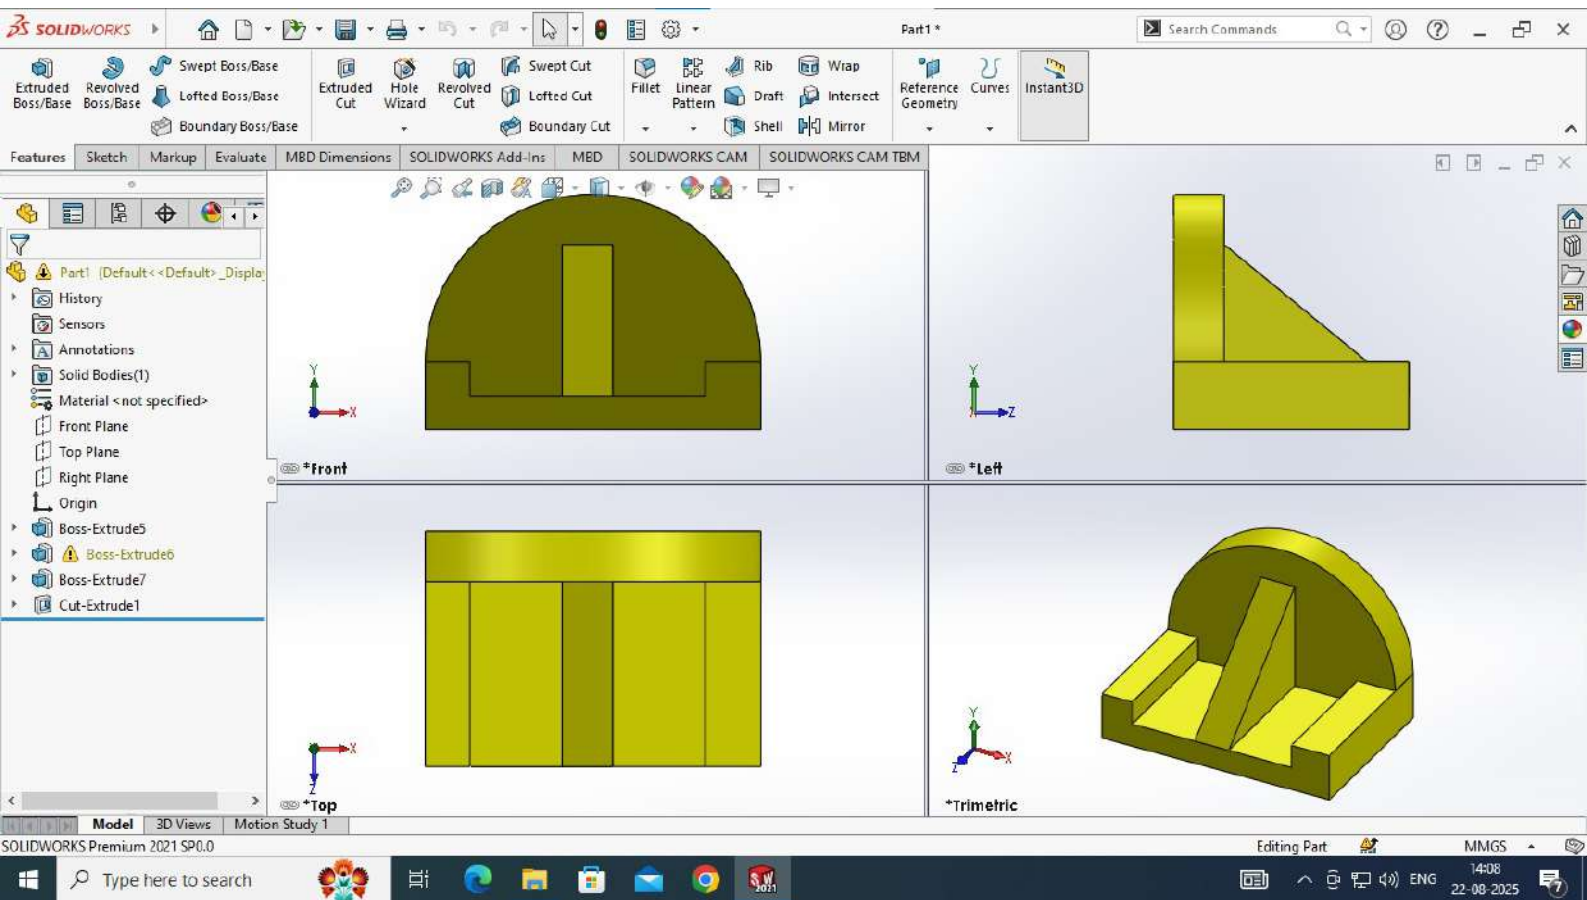 3S SOLIDWORKS
Part1 *
Search Commands
Extruded Boss/Base
Revolved Boss/Base
Swept Boss/Base
Lofted Boss/Base
Boundary Boss/Base
Extruded Cut
Hole Wizard
Revolved Cut
Swept Cut
Lofted Cut
Boundary Cut
Fillet
Linear Pattern
Rib
Draft
Shell
Wrap
Intersect
Mirror
Reference Geometry
Curves
Instant3D
Features
Sketch
Markup
Evaluate
MBD Dimensions
SOLIDWORKS Add-Ins
MBD
SOLIDWORKS CAM
SOLIDWORKS CAM TBM
Part1 (Default<<Default>_Displa
History
Sensors
Annotations
Solid Bodies(1)
Material <not specified>
Front Plane
Top Plane
Right Plane
Origin
Boss-Extrude5
Boss-Extrude6
Boss-Extrude7
Cut-Extrude1
Y
X
*Front
Y
Z
*Left
X
Z
*Top
Y
X
Z
*Trimetric
Model
3D Views
Motion Study 1
SOLIDWORKS Premium 2021 SP0.0
Editing Part
MMGS
Type here to search
SW
2021
ENG
14:08
22-08-2025
7